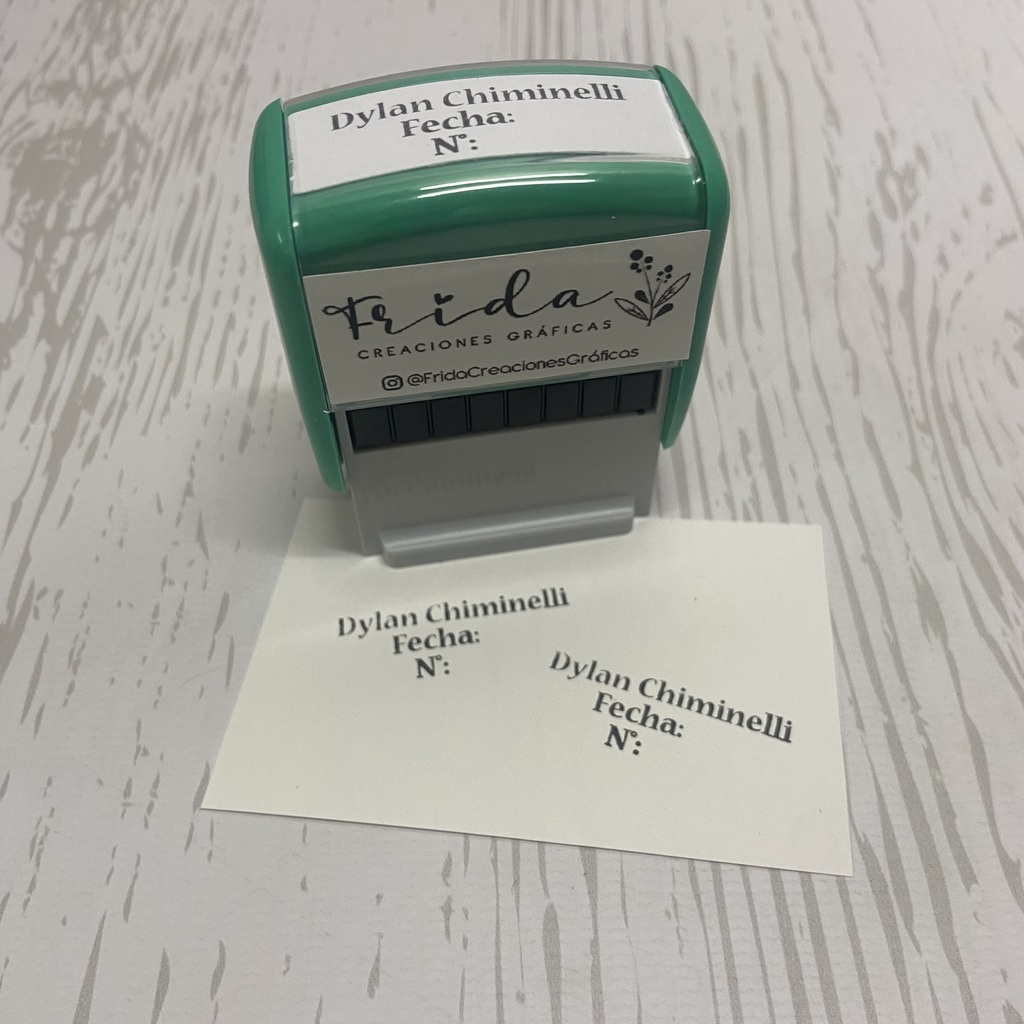 Dylan Chiminelli
Fecha:
N°:
Frida
CREACIONES GRÁFICAS
@FridaCreacionesGráficas
Dylan Chiminelli
Fecha:
N°:
Dylan Chiminelli
Fecha:
N°: